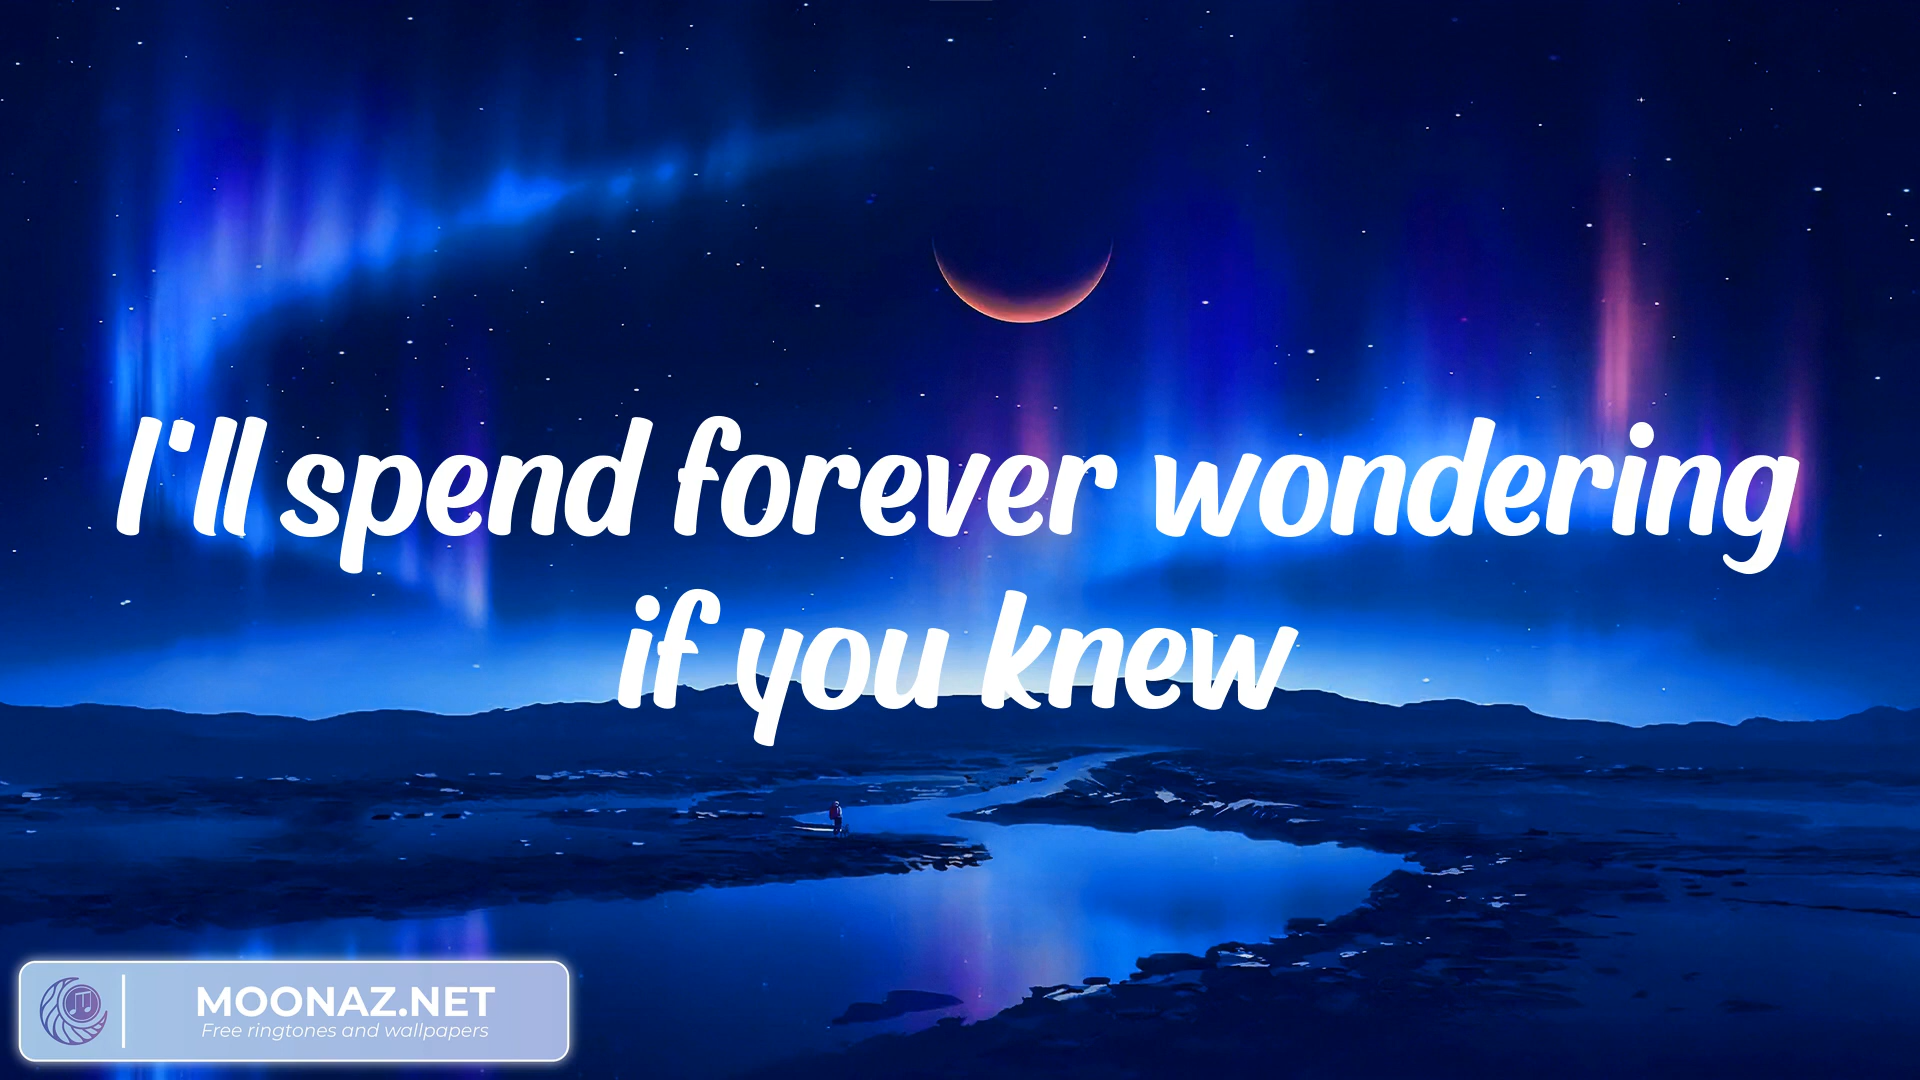 I'll spend forever wondering
if you knew
MOONAZ.NET
Free ringtones and wallpapers